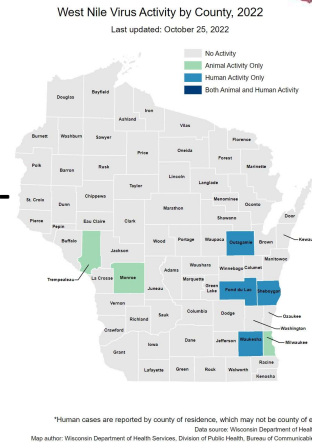 West Nile Virus Activity by County, 2022
Last updated: October 25, 2022
No Activity
Animal Activity Only
Human Activity Only
Both Animal and Human Activity
Douglas
Bayfield
Iron
Ashland
Vilas
Burnett
Washburn
Sawyer
Florence
Oneida
Price
Forest
Marinette
Polk
Barron
Rusk
Lincoln
Langlade
Taylor
Chippewa
Menominee
Oconto
St. Croix
Dunn
Marathon
Shawano
Door
Pierce
Eau Claire
Clark
Pepin
Buffalo
Wood
Portage
Waupaca
Outagamie
Brown
Kewau
Jackson
Trempealeau
Manitowoc
La Crosse
Monroe
Adams
Waushara
Winnebago
Calumet
Juneau
Marquette
Green
Lake
Fond du Lac
Sheboygan
Vernon
Sauk
Columbia
Dodge
Ozaukee
Richland
Washington
Crawford
Iowa
Dane
Jefferson
Waukesha
Milwaukee
Grant
Racine
Lafayette
Green
Rock
Walworth
Kenosha
*Human cases are reported by county of residence, which may not be county of e
Data source: Wisconsin Department of Healt
Map author: Wisconsin Department of Health Services, Division of Public Health, Bureau of Communicab